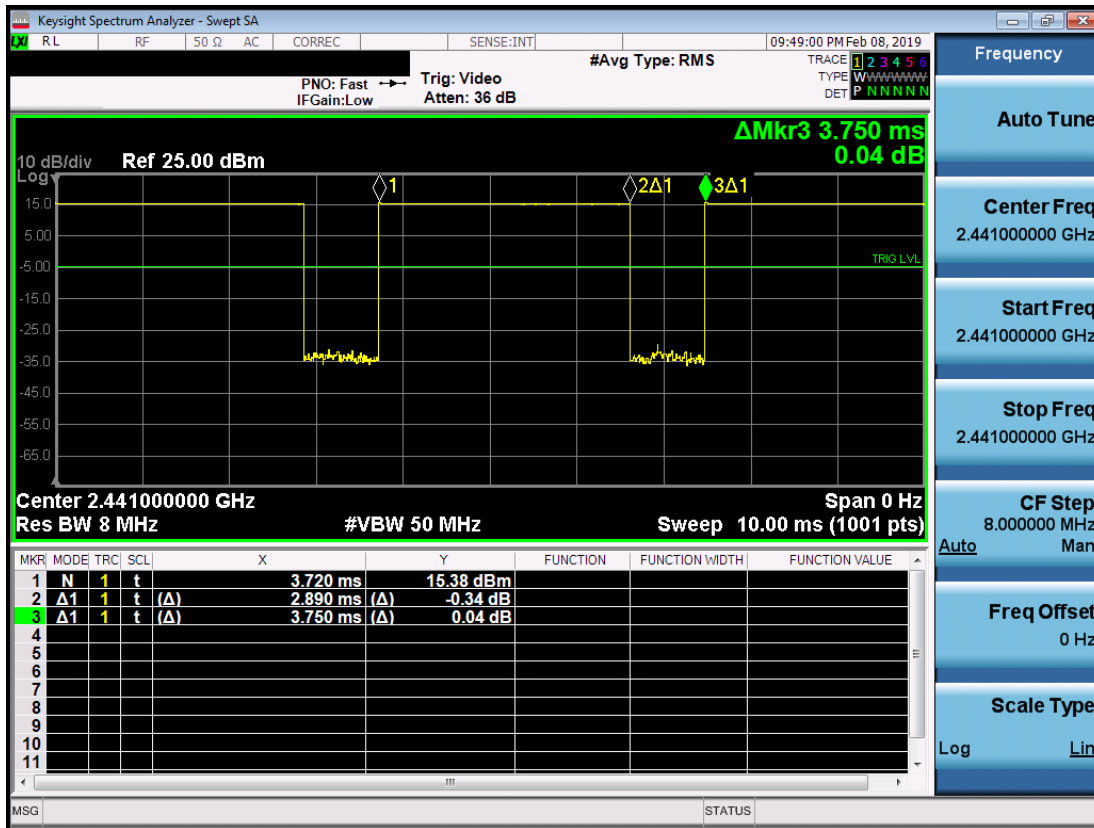 Keysight Spectrum Analyzer - Swept SA
LXI RL RF 50 Ω AC CORREC SENSE:INT 09:49:00 PM Feb 08, 2019
Frequency
#Avg Type: RMS
TRACE 1 2 3 4 5 6
TYPE WWWWWW
DET P N N N N N
PNO: Fast Trig: Video
IFGain:Low Atten: 36 dB
Auto Tune
ΔMkr3 3.750 ms
0.04 dB
10 dB/div Ref 25.00 dBm
Log
1 2Δ1 3Δ1
15.0
5.00
-5.00
TRIG LVL
-15.0
-25.0
-35.0
-45.0
-55.0
-65.0
Center 2.441000000 GHz Span 0 Hz
Res BW 8 MHz #VBW 50 MHz Sweep 10.00 ms (1001 pts)
Center Freq
2.441000000 GHz
Start Freq
2.441000000 GHz
Stop Freq
2.441000000 GHz
CF Step
8.000000 MHz
Auto Man
Freq Offset
0 Hz
Scale Type
Log Lin
MKR MODE TRC SCL X Y FUNCTION FUNCTION WIDTH FUNCTION VALUE
1 N 1 t 3.720 ms 15.38 dBm
2 Δ1 1 t (Δ) 2.890 ms (Δ) -0.34 dB
3 Δ1 1 t (Δ) 3.750 ms (Δ) 0.04 dB
4
5
6
7
8
9
10
11
MSG STATUS